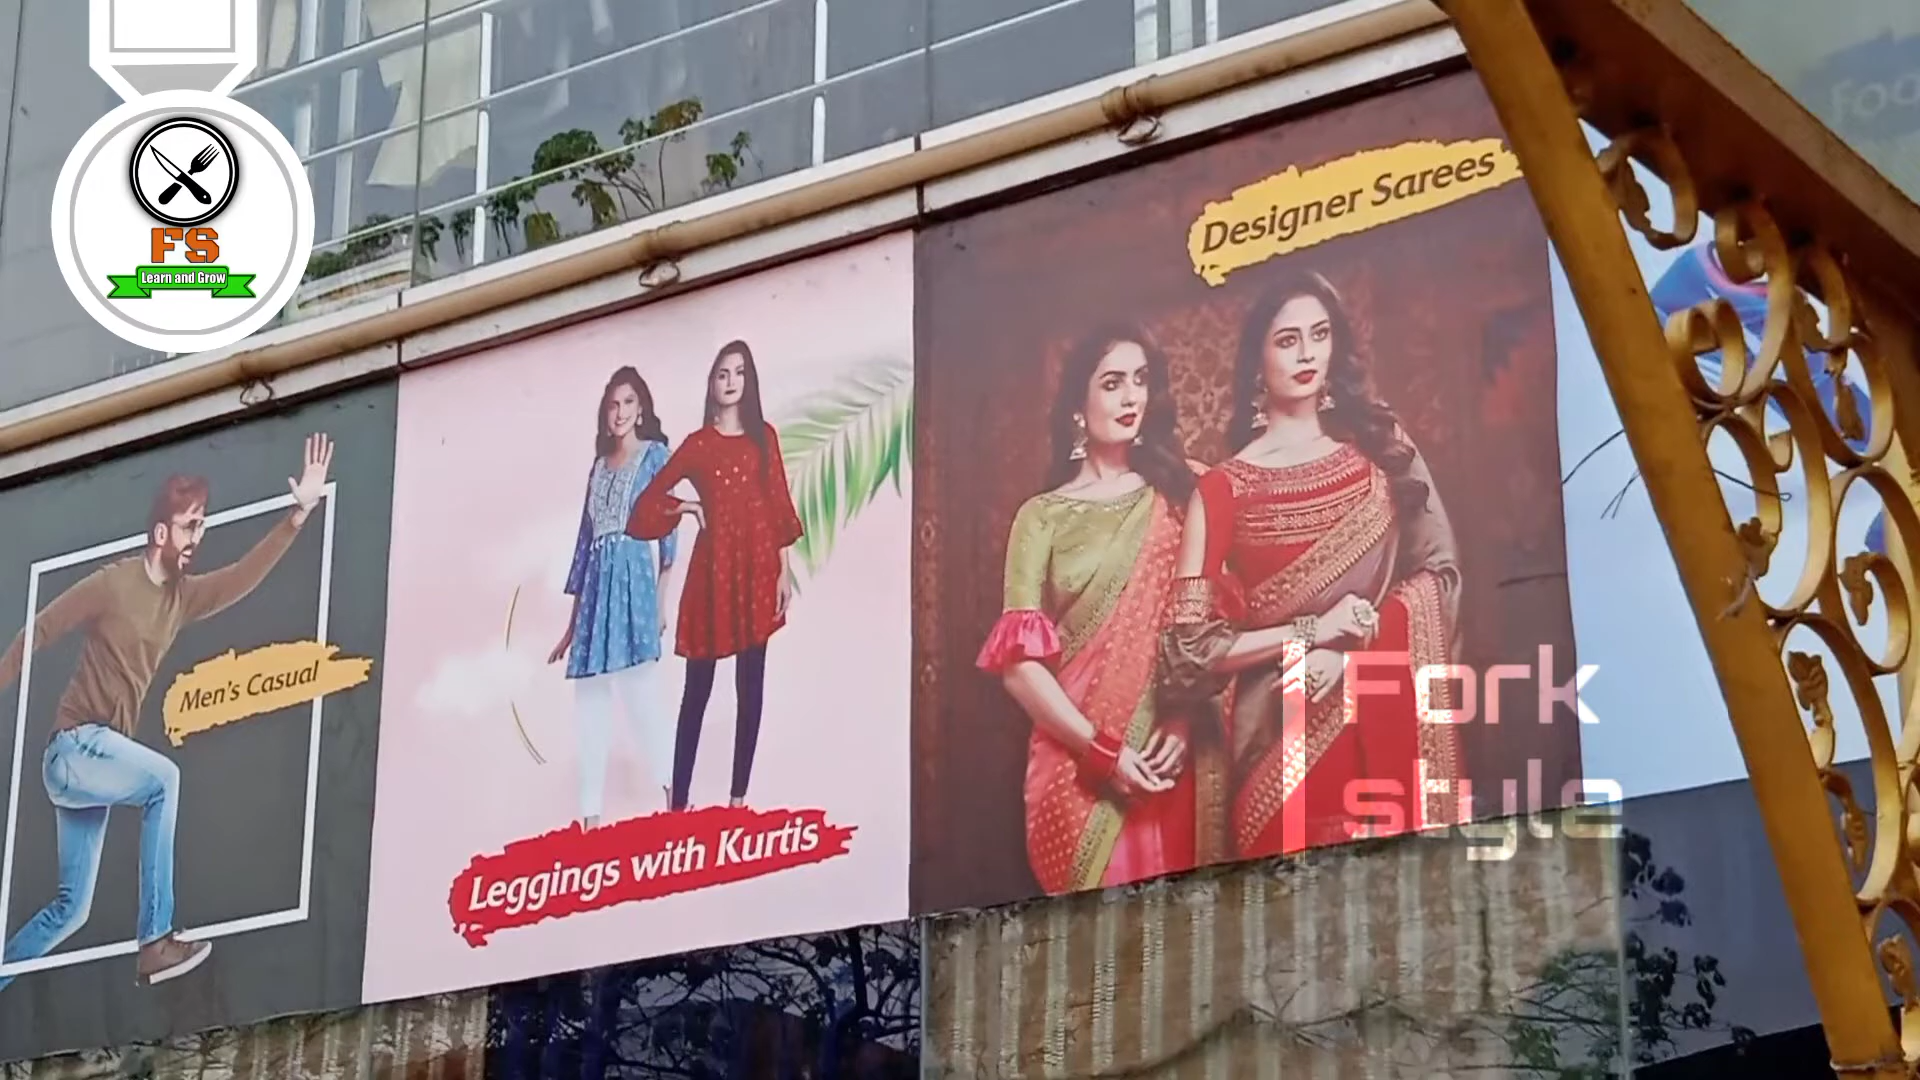 FS
Learn and Grow
Designer Sarees
Men's Casual
Leggings with Kurtis
Fork
style